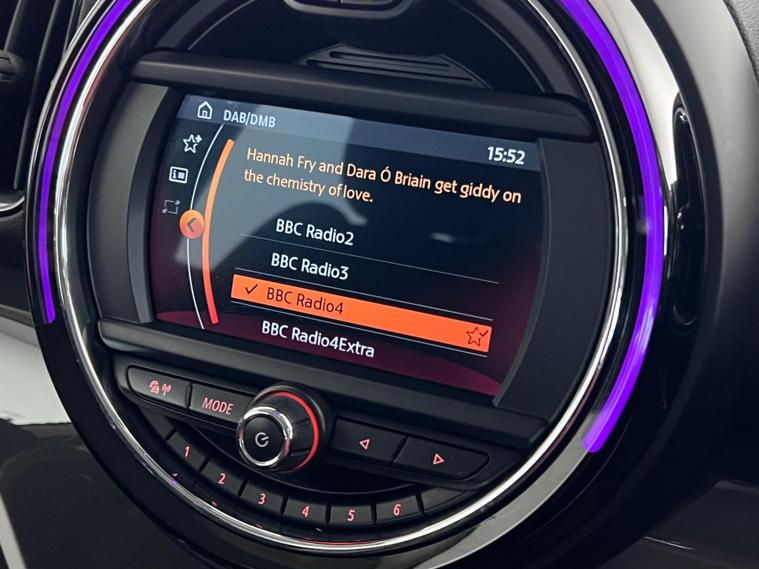 DAB/DMB
15:52
Hannah Fry and Dara Ó Briain get giddy on
the chemistry of love.
BBC Radio2
BBC Radio3
BBC Radio4
BBC Radio4Extra
MODE
1
2
3
4
5
6